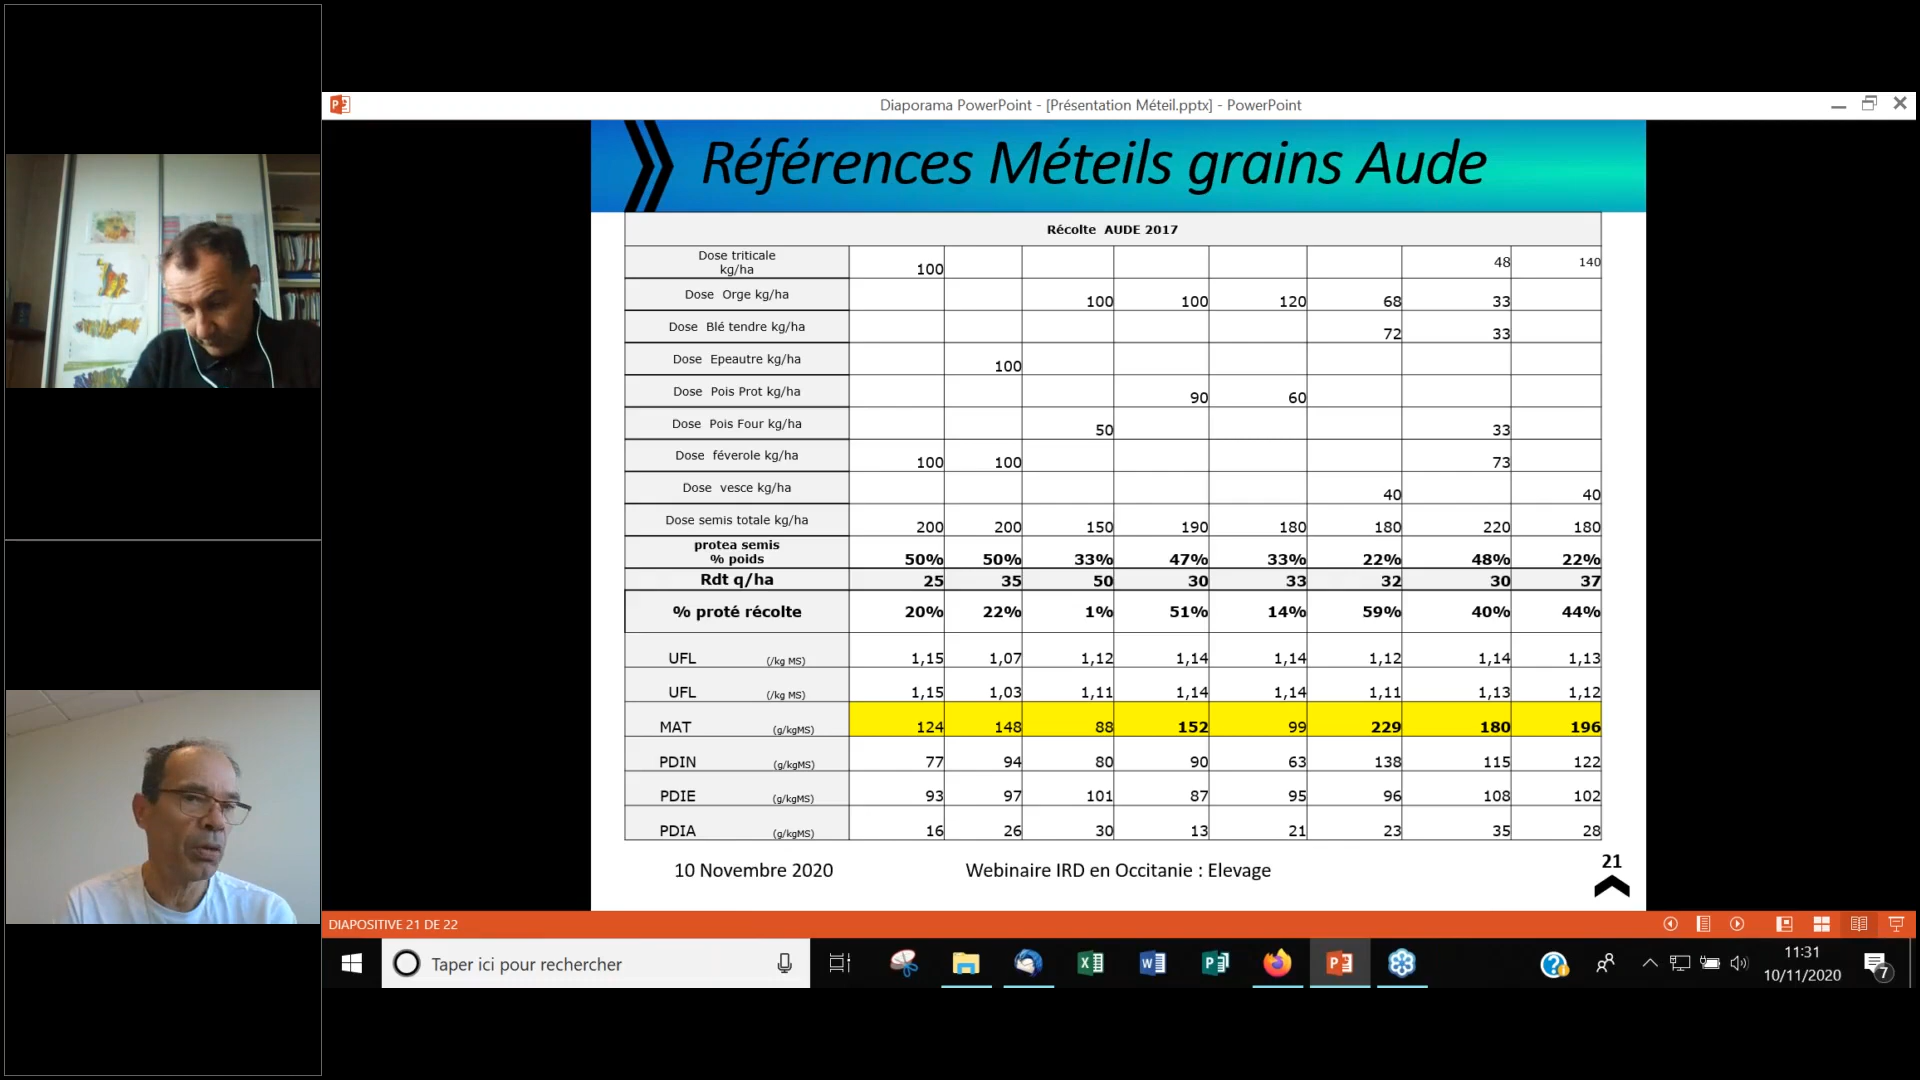 Diaporama PowerPoint - [Présentation Méteil.pptx] - PowerPoint
Références Méteils grains Aude
Récolte AUDE 2017
Dose triticale kg/ha 100 48 140
Dose Orge kg/ha 100 100 120 68 33
Dose Blé tendre kg/ha 72 33
Dose Epeautre kg/ha 100
Dose Pois Prot kg/ha 90 60
Dose Pois Four kg/ha 50 33
Dose féverole kg/ha 100 100 73
Dose vesce kg/ha 40 40
Dose semis totale kg/ha 200 200 150 190 180 180 220 180
protea semis % poids 50% 50% 33% 47% 33% 22% 48% 22%
Rdt q/ha 25 35 50 30 33 32 30 37
% proté récolte 20% 22% 1% 51% 14% 59% 40% 44%
UFL (/kg MS) 1,15 1,07 1,12 1,14 1,14 1,12 1,14 1,13
UFL (/kg MS) 1,15 1,03 1,11 1,14 1,14 1,11 1,13 1,12
MAT (g/kgMS) 124 148 88 152 99 229 180 196
PDIN (g/kgMS) 77 94 80 90 63 138 115 122
PDIE (g/kgMS) 93 97 101 87 95 96 108 102
PDIA (g/kgMS) 16 26 30 13 21 23 35 28
10 Novembre 2020 Webinaire IRD en Occitanie : Elevage 21
DIAPOSITIVE 21 DE 22
Taper ici pour rechercher
11:31
10/11/2020
7